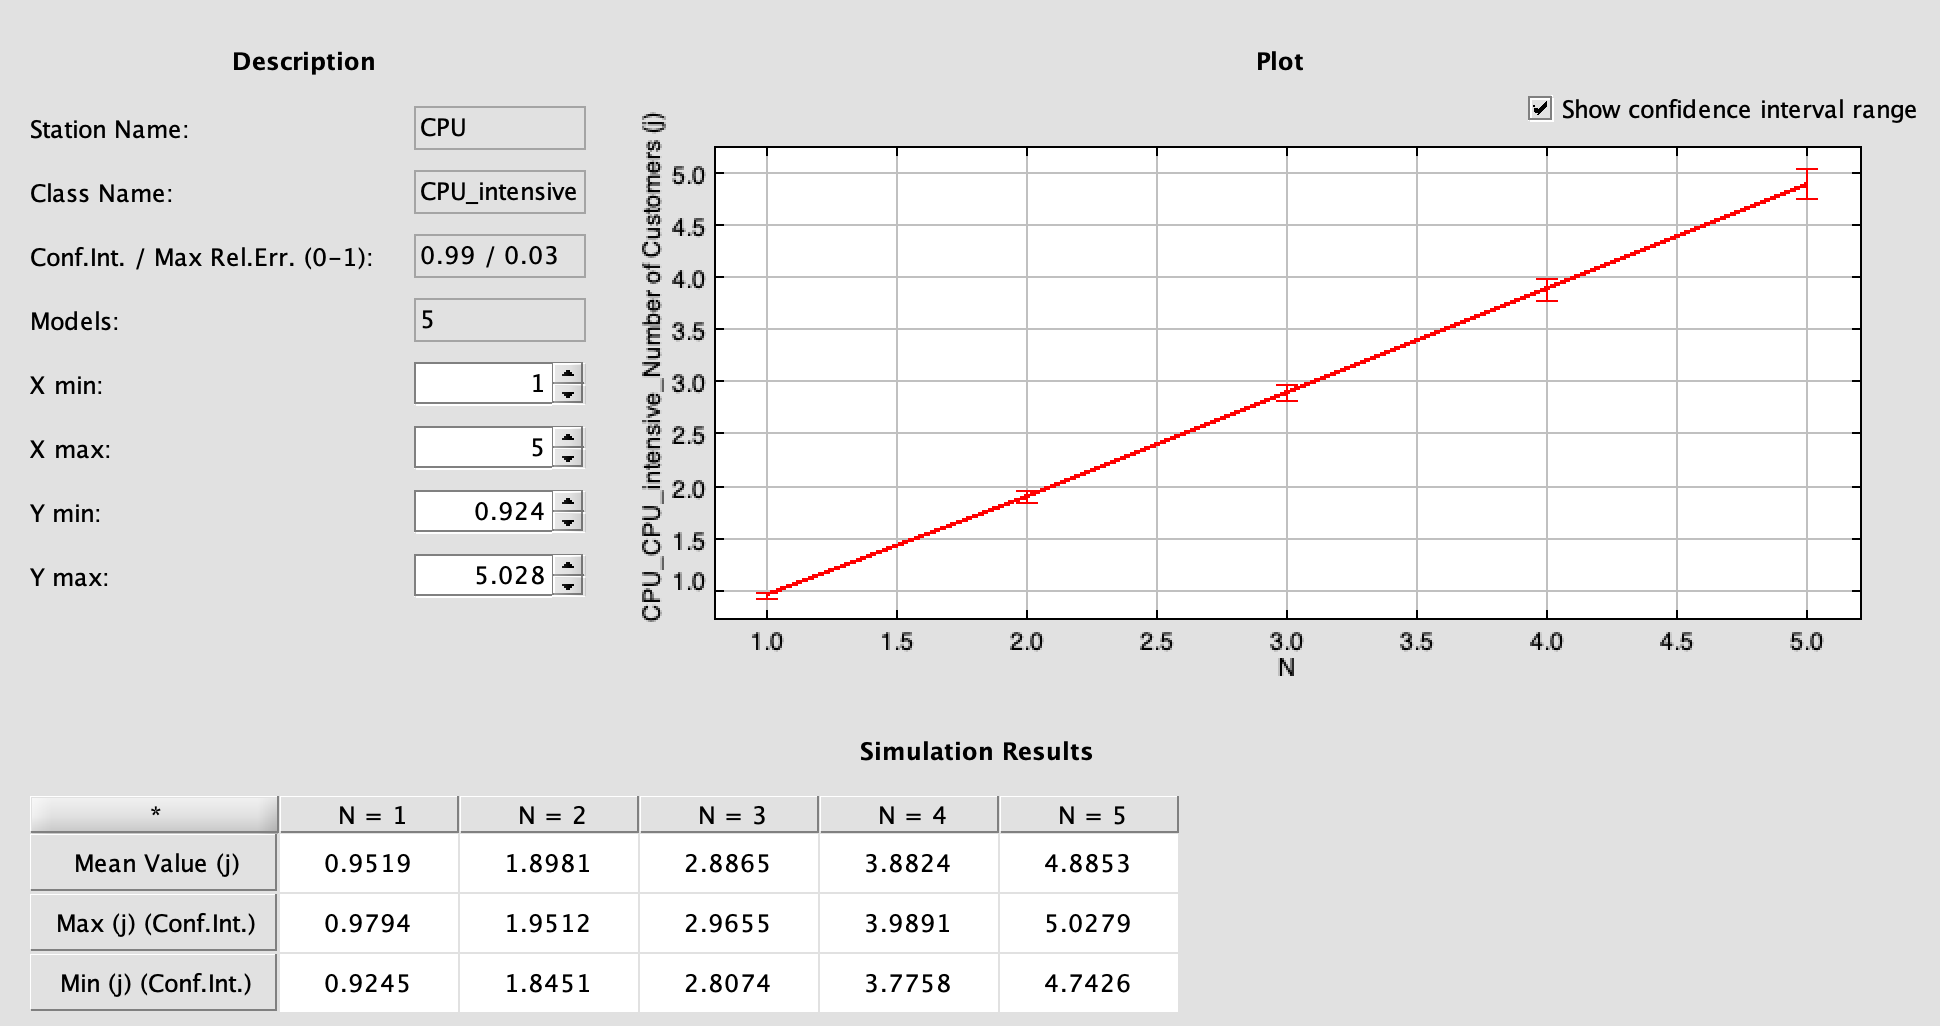 Description
Station Name: CPU
Class Name: CPU_intensive
Conf.Int. / Max Rel.Err. (0-1): 0.99 / 0.03
Models: 5
X min: 1
X max: 5
Y min: 0.924
Y max: 5.028
Plot
Show confidence interval range
CPU_CPU_intensive_Number of Customers (j)
5.0
4.5
4.0
3.5
3.0
2.5
2.0
1.5
1.0
1.0 1.5 2.0 2.5 3.0 3.5 4.0 4.5 5.0
N
Simulation Results
* N = 1 N = 2 N = 3 N = 4 N = 5
Mean Value (j) 0.9519 1.8981 2.8865 3.8824 4.8853
Max (j) (Conf.Int.) 0.9794 1.9512 2.9655 3.9891 5.0279
Min (j) (Conf.Int.) 0.9245 1.8451 2.8074 3.7758 4.7426